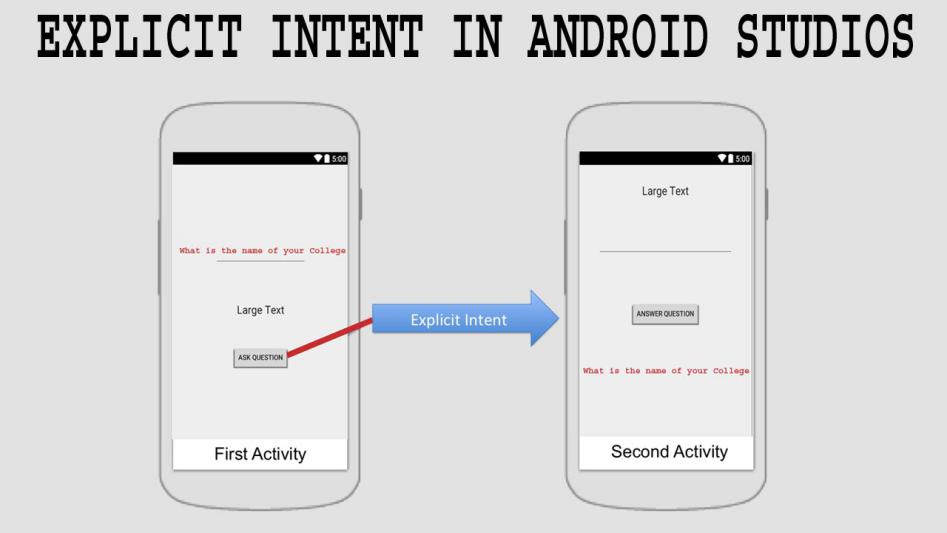 EXPLICIT INTENT IN ANDROID STUDIOS
5:00
What is the name of your College
Large Text
ASK QUESTION
First Activity
Explicit Intent
5:00
Large Text
ANSWER QUESTION
What is the name of your College
Second Activity